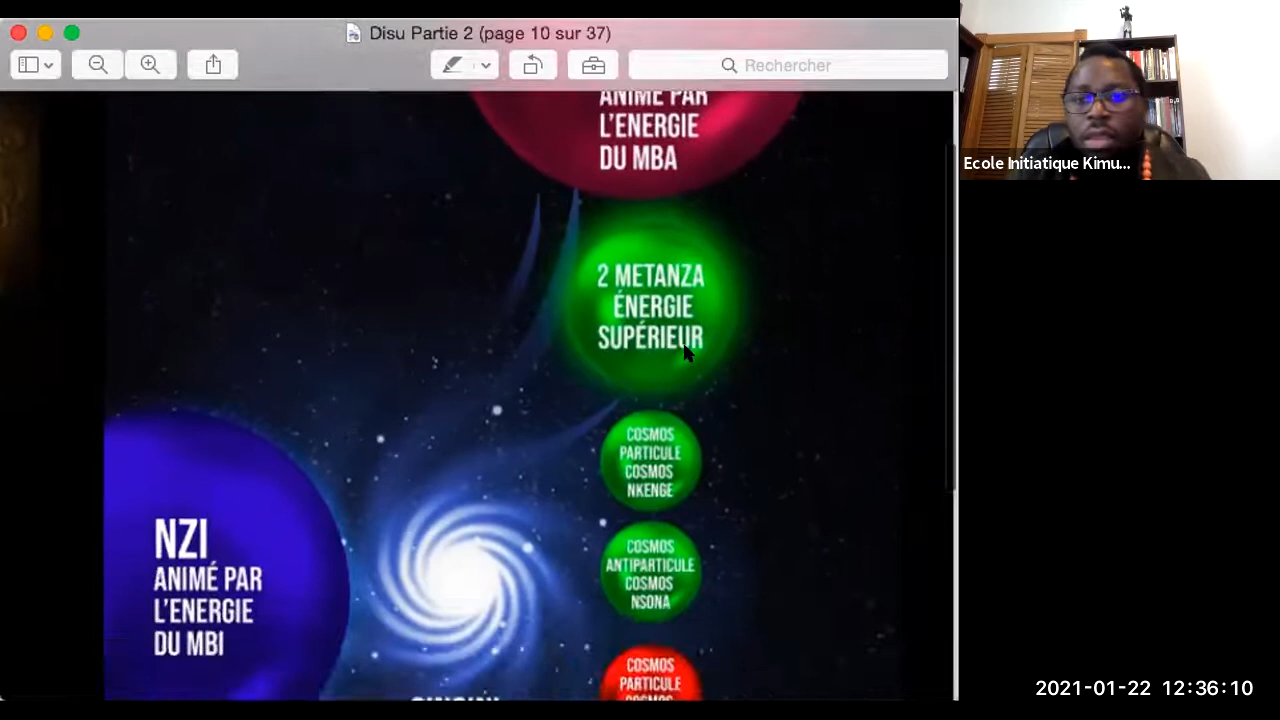 Disu Partie 2 (page 10 sur 37)
Rechercher
ANIMÉ PAR
L'ENERGIE
DU MBA
2 METANZA
ÉNERGIE
SUPÉRIEUR
COSMOS
PARTICULE
COSMOS
NKENGE
COSMOS
ANTIPARTICULE
COSMOS
NSONA
NZI
ANIMÉ PAR
L'ENERGIE
DU MBI
COSMOS
PARTICULE
COSMOS
Ecole Initiatique Kimu...
2021-01-22 12:36:10